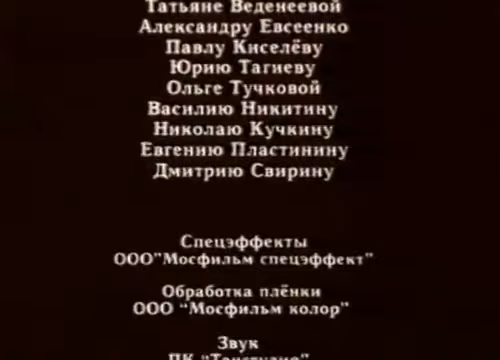 Татьяне Веденеевой
Александру Евсеенко
Павлу Киселёву
Юрию Тагиеву
Ольге Тучковой
Василию Никитину
Николаю Кучкину
Евгению Пластинину
Дмитрию Свирину
Спецэффекты
ООО"Мосфильм спецэффект"
Обработка плёнки
ООО “Мосфильм колор"
Звук
ПК